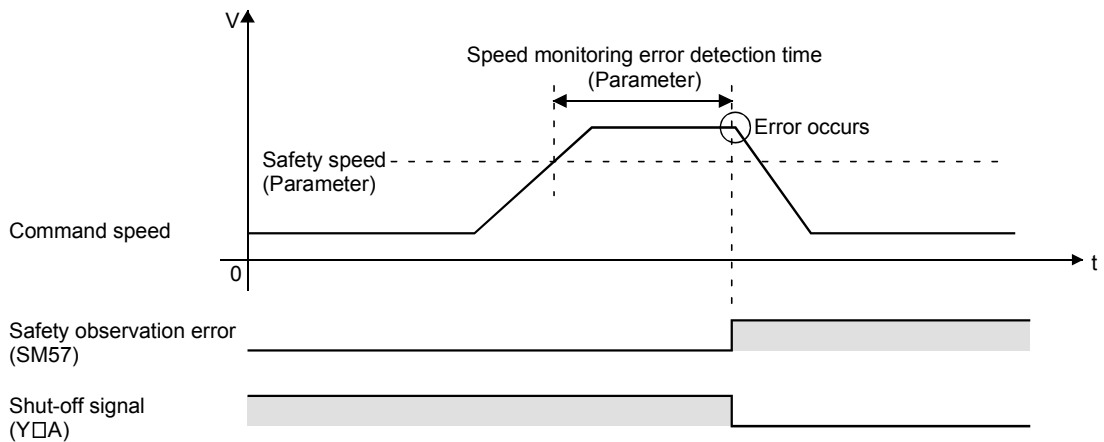 V
Speed monitoring error detection time
(Parameter)
Error occurs
Safety speed
(Parameter)
Command speed
0
t
Safety observation error
(SM57)
Shut-off signal
(Y□A)